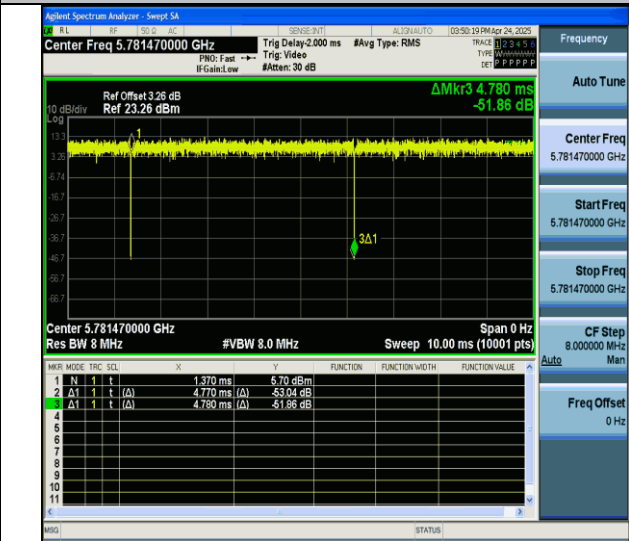 Agilent Spectrum Analyzer - Swept SA
RL RF 50 Ω AC SENSE:INT ALIGNAUTO 03:50:19 PM Apr 24, 2025
Center Freq 5.781470000 GHz
PNO: Fast
IFGain:Low
Trig Delay-2.000 ms
Trig: Video
#Atten: 30 dB
#Avg Type: RMS
TRACE 1 2 3 4 5 6
TYPE WWWWWW
DET P P P P P P
Frequency
Auto Tune
Center Freq
5.781470000 GHz
Start Freq
5.781470000 GHz
Stop Freq
5.781470000 GHz
CF Step
8.000000 MHz
Auto Man
Freq Offset
0 Hz
ΔMkr3 4.780 ms
-51.86 dB
Ref Offset 3.26 dB
Ref 23.26 dBm
10 dB/div
Log
13.3
3.26
-6.74
-16.7
-26.7
-36.7
-46.7
-56.7
-66.7
1
3Δ1
Center 5.781470000 GHz Span 0 Hz
Res BW 8 MHz #VBW 8.0 MHz Sweep 10.00 ms (10001 pts)
MKR MODE TRC SCL X Y FUNCTION FUNCTION WIDTH FUNCTION VALUE
1 N 1 t 1.370 ms 5.70 dBm
2 Δ1 1 t (Δ) 4.770 ms (Δ) -53.04 dB
3 Δ1 1 t (Δ) 4.780 ms (Δ) -51.86 dB
4
5
6
7
8
9
10
11
MSG STATUS